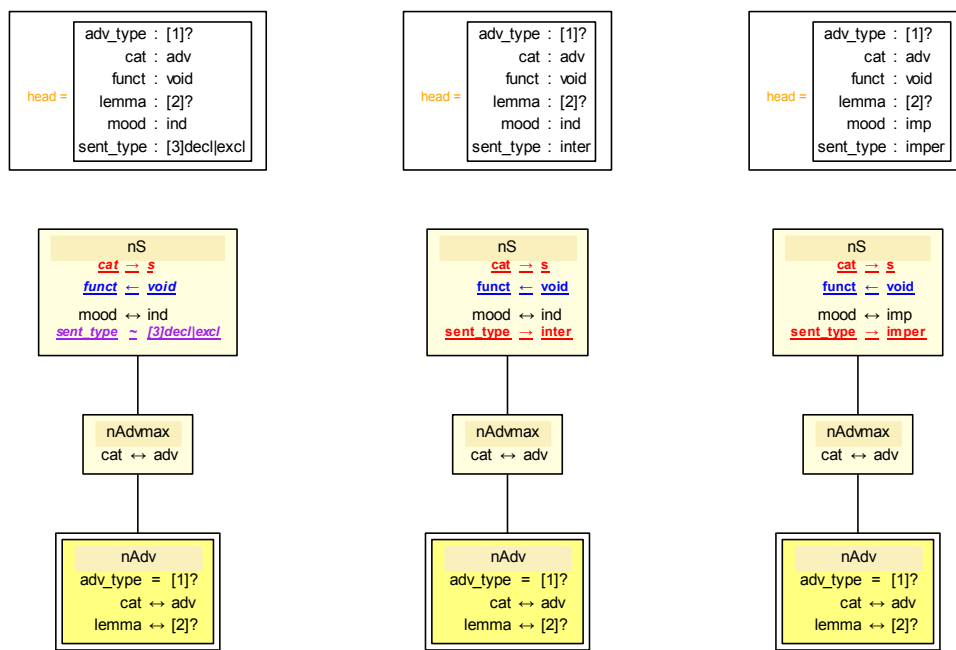 head =
adv_type : [1]?
cat : adv
funct : void
lemma : [2]?
mood : ind
sent_type : [3]decl|excl
nS
cat → s
funct ← void
mood ↔ ind
sent_type ~ [3]decl|excl
nAdvmax
cat ↔ adv
nAdv
adv_type = [1]?
cat ↔ adv
lemma ↔ [2]?
head =
adv_type : [1]?
cat : adv
funct : void
lemma : [2]?
mood : ind
sent_type : inter
nS
cat → s
funct ← void
mood ↔ ind
sent_type → inter
nAdvmax
cat ↔ adv
nAdv
adv_type = [1]?
cat ↔ adv
lemma ↔ [2]?
head =
adv_type : [1]?
cat : adv
funct : void
lemma : [2]?
mood : imp
sent_type : imper
nS
cat → s
funct ← void
mood ↔ imp
sent_type → imper
nAdvmax
cat ↔ adv
nAdv
adv_type = [1]?
cat ↔ adv
lemma ↔ [2]?